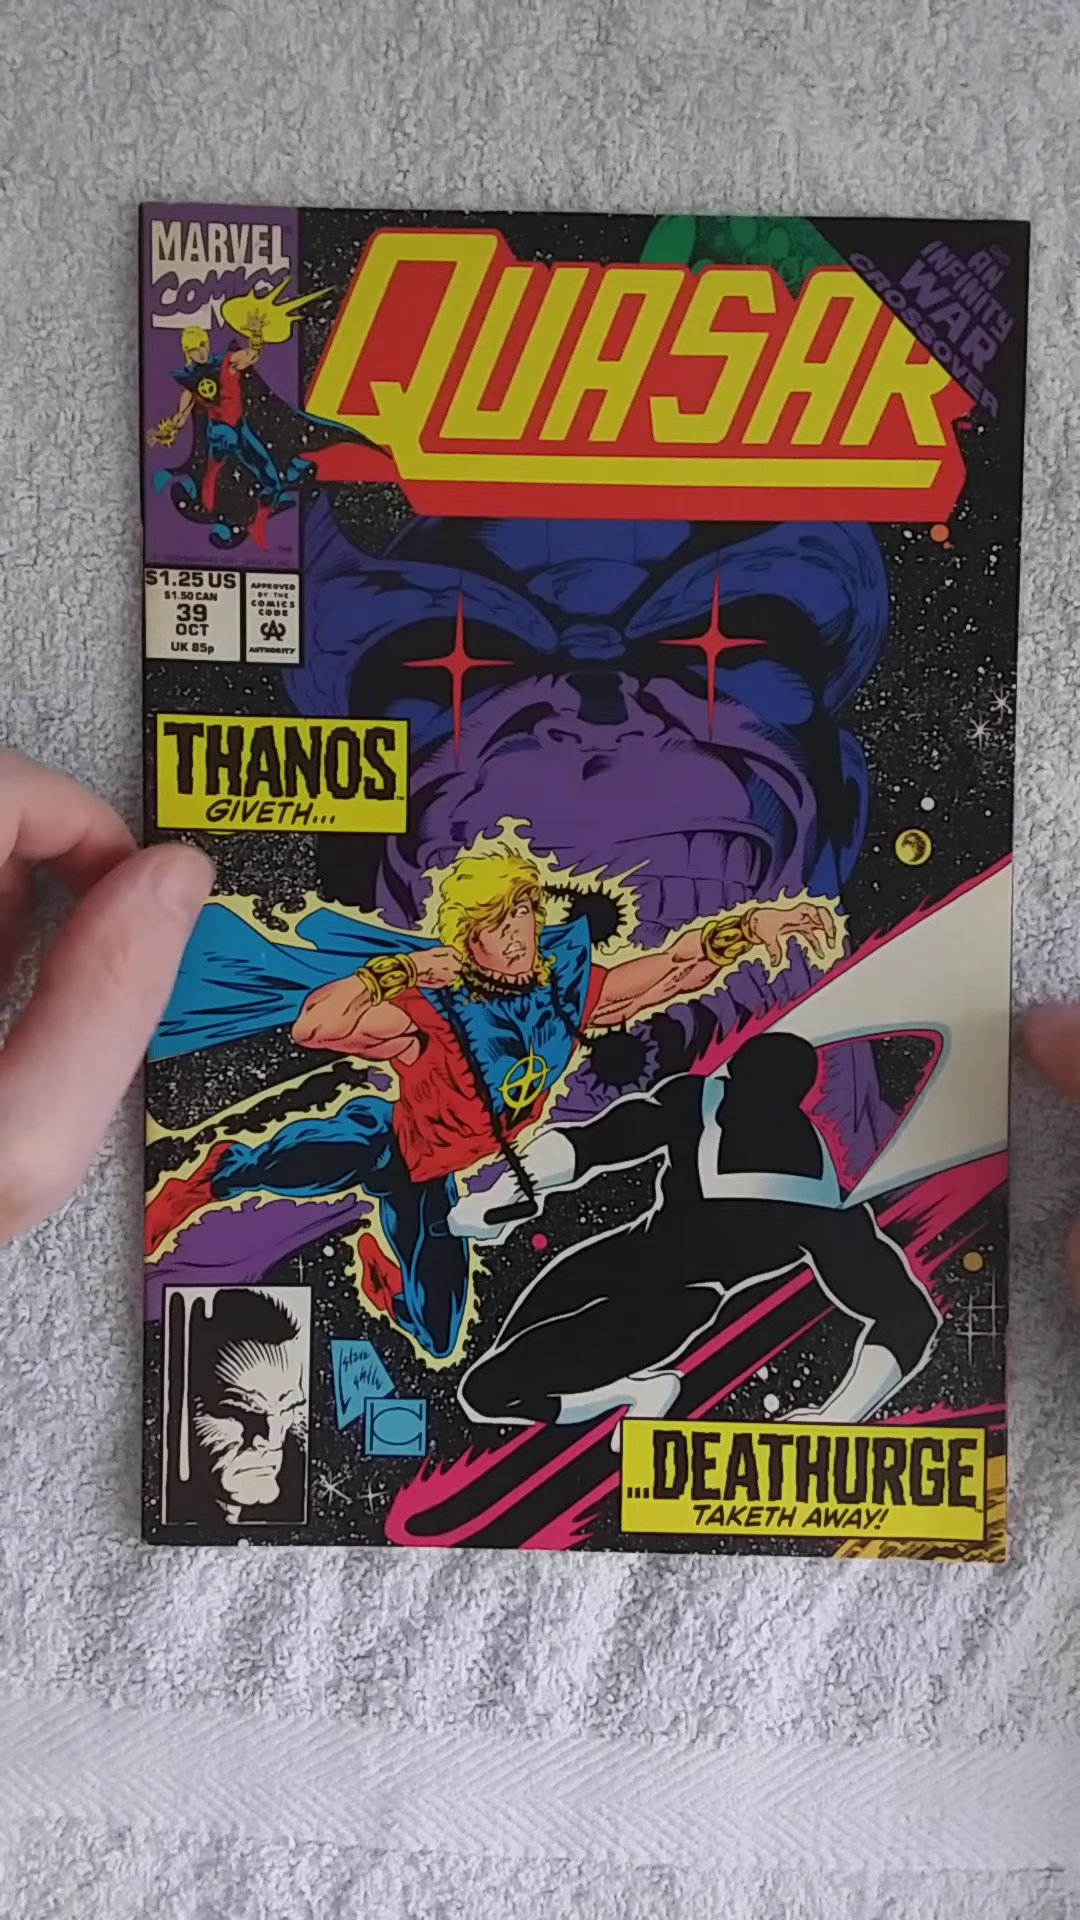 MARVEL
COMICS
QUASAR
AN
INFINITY
WAR
CROSSOVER
$1.25 US
$1.50 CAN
39
OCT
UK 85p
APPROVED
BY THE
COMICS
CODE
CA
AUTHORITY
THANOS
GIVETH...
...DEATHURGE
TAKETH AWAY!